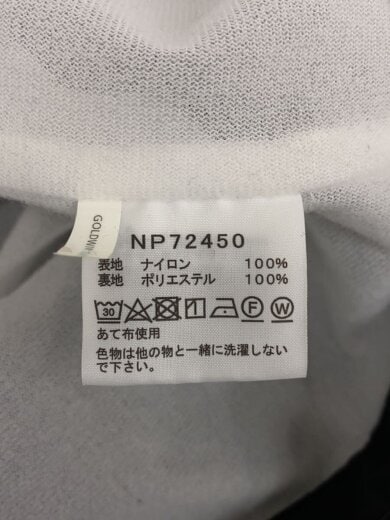 GOLDWIN
NP72450
表地 ナイロン 100%
裏地 ポリエステル 100%
30 F W
あて布使用
色物は他の物と一緒に洗濯しない
で下さい。